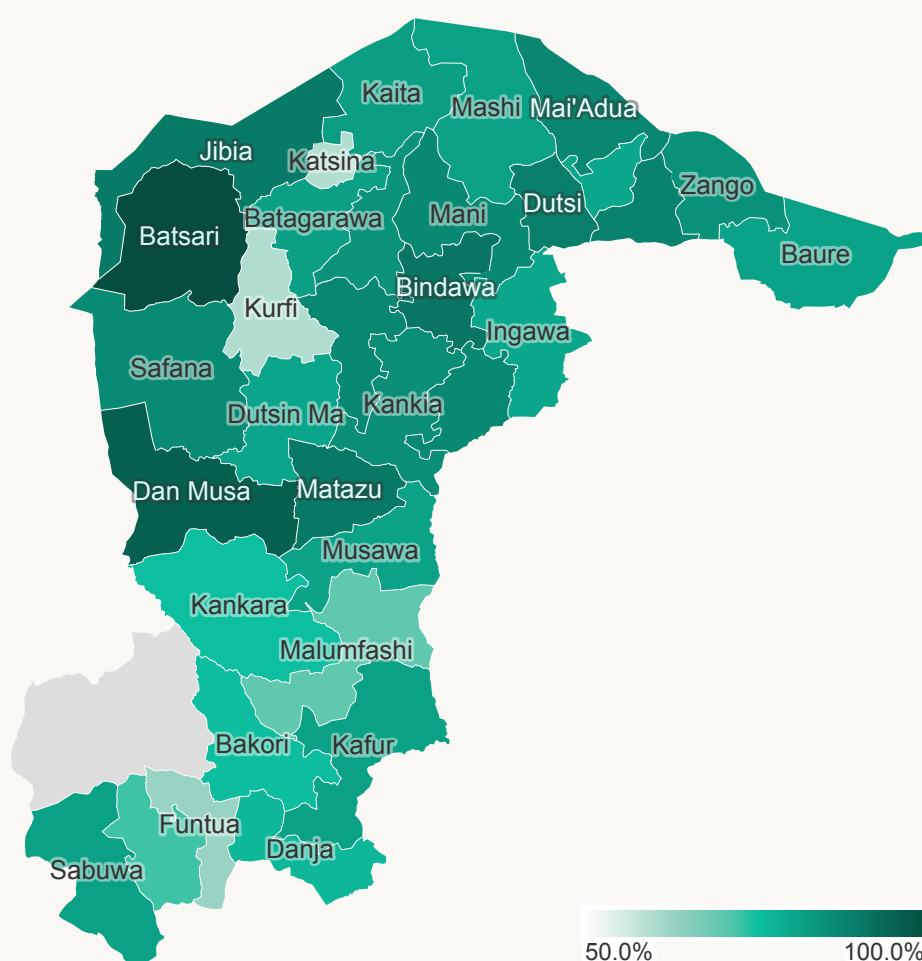 Kaita
Mashi
Mai'Adua
Jibia
Katsina
Zango
Dutsi
Mani
Batagarawa
Batsari
Baure
Bindawa
Kurfi
Ingawa
Safana
Kankia
Dutsin Ma
Dan Musa
Matazu
Musawa
Kankara
Malumfashi
Bakori
Kafur
Funtua
Danja
Sabuwa
50.0%
100.0%